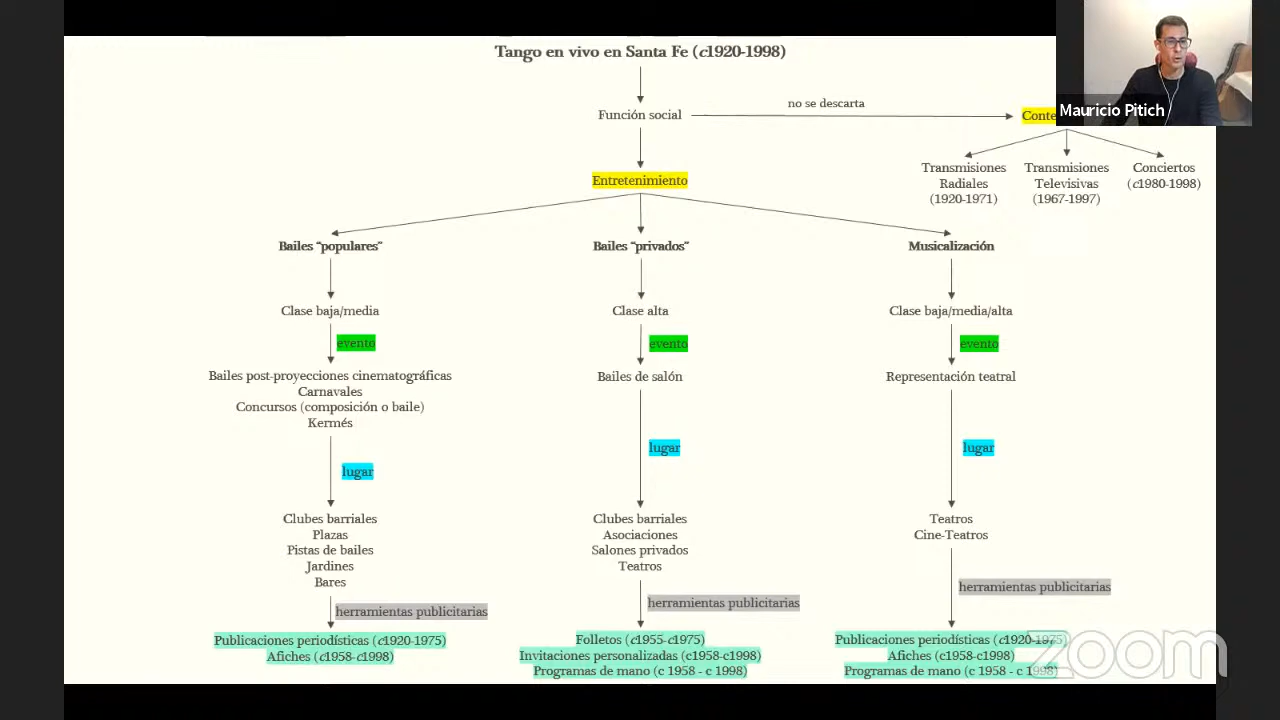 Tango en vivo en Santa Fe (c1920-1998)
Mauricio Pitich
Función social
no se descarta
Entretenimiento
Transmisiones
Radiales
(1920-1971)
Transmisiones
Televisivas
(1967-1997)
Conciertos
(c1980-1998)
Bailes “populares”
Clase baja/media
evento
Bailes post-proyecciones cinematográficas
Carnavales
Concursos (composición o baile)
Kermés
lugar
Clubes barriales
Plazas
Pistas de bailes
Jardines
Bares
herramientas publicitarias
Publicaciones periodísticas (c1920-1975)
Afiches (c1958-c1998)
Bailes “privados”
Clase alta
evento
Bailes de salón
lugar
Clubes barriales
Asociaciones
Salones privados
Teatros
herramientas publicitarias
Folletos (c1955-c1975)
Invitaciones personalizadas (c1958-c1998)
Programas de mano (c 1958 - c 1998)
Musicalización
Clase baja/media/alta
evento
Representación teatral
lugar
Teatros
Cine-Teatros
herramientas publicitarias
Publicaciones periodísticas (c1920-1975)
Afiches (c1958-c1998)
Programas de mano (c 1958 - c 1998)
zoom